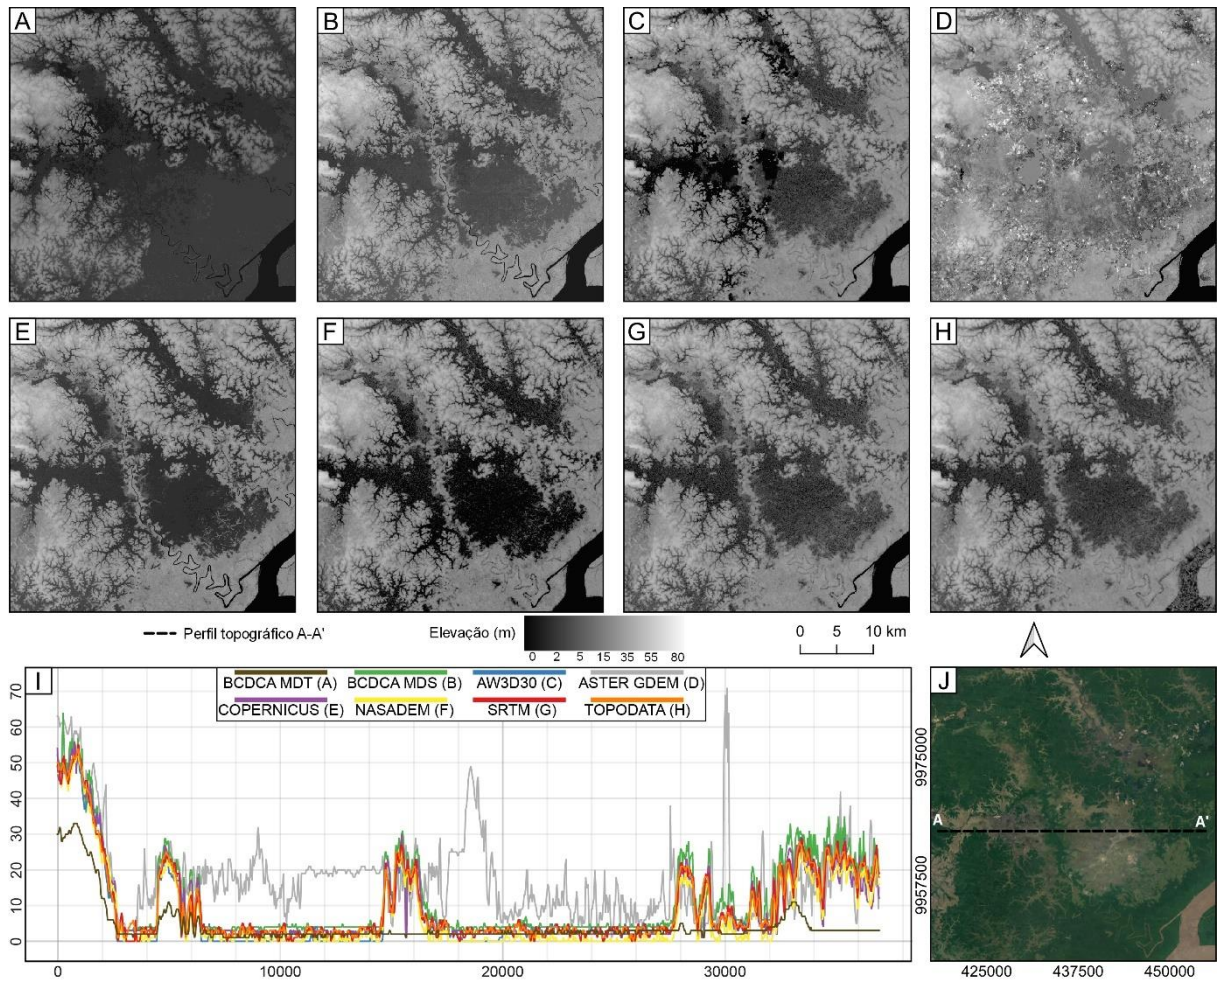 A
B
C
D
E
F
G
H
Perfil topográfico A-A'
Elevação (m)
0 2 5 15 35 55 80
0 5 10 km
I
BCDCA MDT (A)
BCDCA MDS (B)
AW3D30 (C)
ASTER GDEM (D)
COPERNICUS (E)
NASADEM (F)
SRTM (G)
TOPODATA (H)
70
60
50
40
30
20
10
0
0 10000 20000 30000
J
A
A'
9975000
9957500
425000 437500 450000